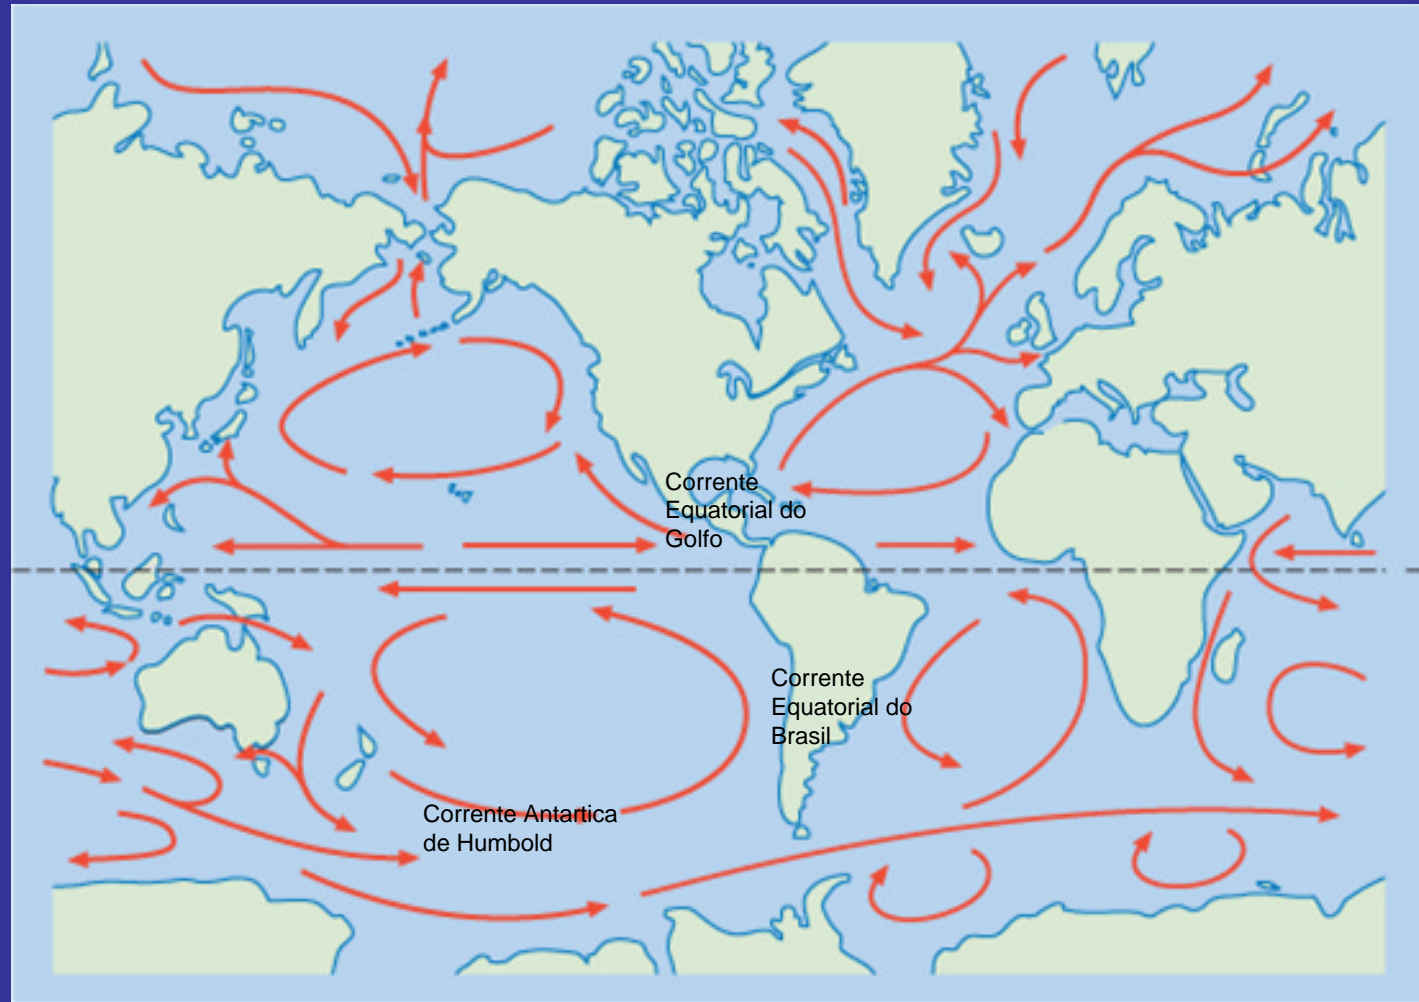 Corrente
Equatorial do
Golfo
Corrente
Equatorial do
Brasil
Corrente Antartica
de Humbold